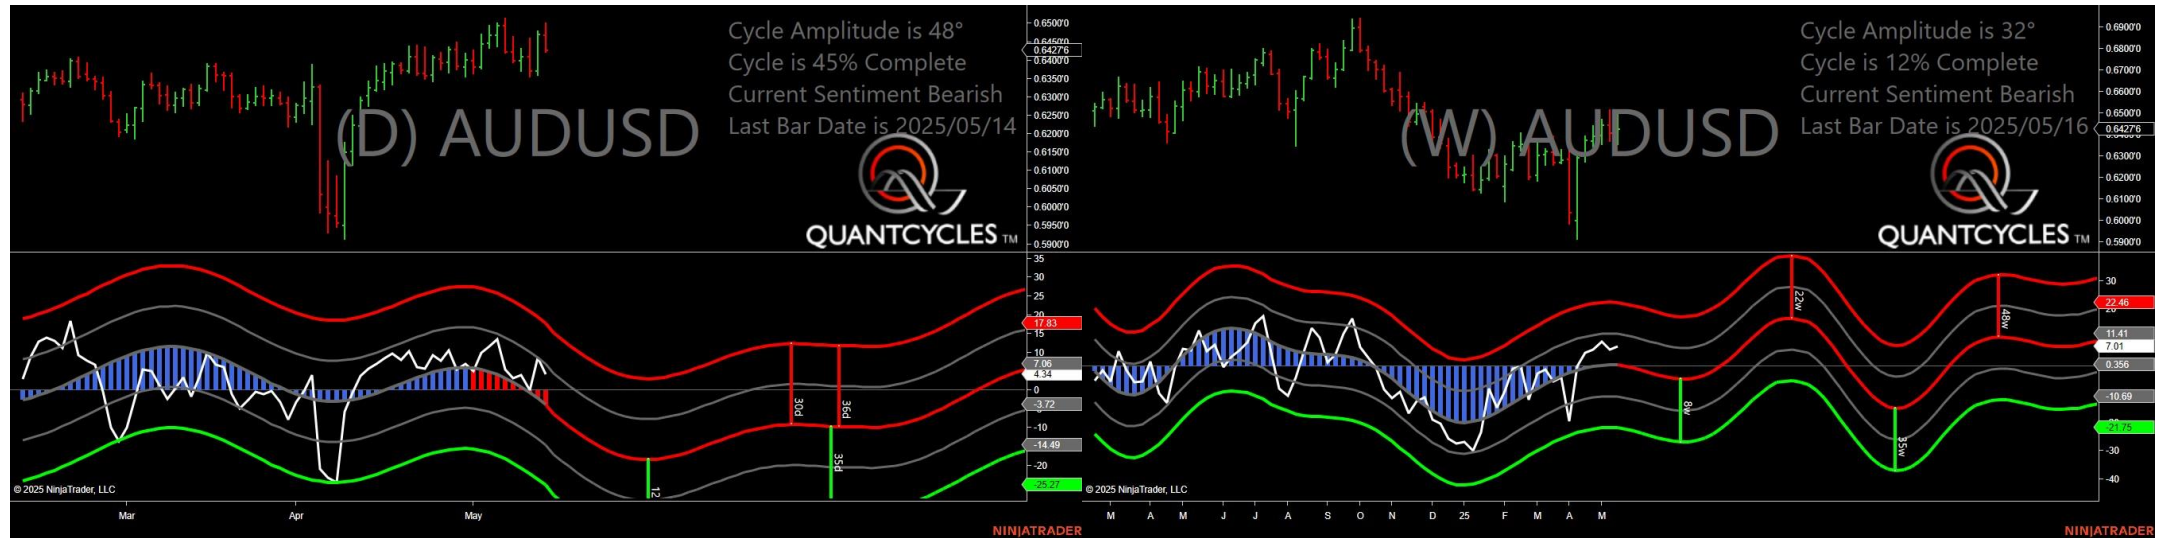 Cycle Amplitude is 48°
Cycle is 45% Complete
Current Sentiment Bearish
Last Bar Date is 2025/05/14
(D) AUDUSD
QUANTCYCLES TM
0.6500'0
0.6450'0
0.6427'6
0.6400'0
0.6350'0
0.6300'0
0.6250'0
0.6200'0
0.6150'0
0.6100'0
0.6050'0
0.6000'0
0.5950'0
0.5900'0
35
30
25
20
17.83
15
10
7.06
4.34
0
-3.72
-10
-14.49
-20
-25.27
30d
36d
35d
12
© 2025 NinjaTrader, LLC
Mar
Apr
May
NINJATRADER
Cycle Amplitude is 32°
Cycle is 12% Complete
Current Sentiment Bearish
Last Bar Date is 2025/05/16
(W) AUDUSD
QUANTCYCLES TM
0.6900'0
0.6800'0
0.6700'0
0.6600'0
0.6500'0
0.6427'6
0.6300'0
0.6200'0
0.6100'0
0.6000'0
0.5900'0
30
22.46
11.41
7.01
0.356
-10.69
-21.75
-30
-40
22w
48w
8w
35w
© 2025 NinjaTrader, LLC
M A M J J A S O N D 25 F M A M
NINJATRADER